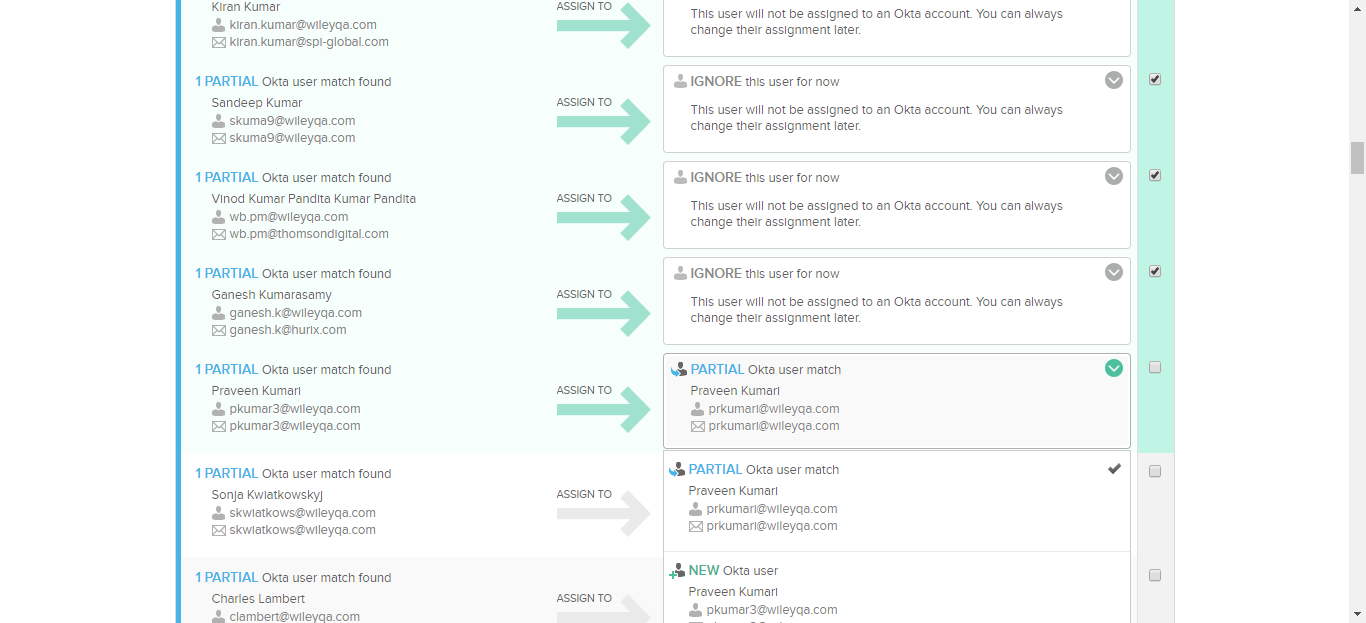 Kiran Kumar
kiran.kumar@wileyqa.com
kiran.kumar@spi-global.com
ASSIGN TO
This user will not be assigned to an Okta account. You can always
change their assignment later.
1 PARTIAL Okta user match found
Sandeep Kumar
skuma9@wileyqa.com
skuma9@wileyqa.com
ASSIGN TO
IGNORE this user for now
This user will not be assigned to an Okta account. You can always
change their assignment later.
1 PARTIAL Okta user match found
Vinod Kumar Pandita Kumar Pandita
wb.pm@wileyqa.com
wb.pm@thomsondigital.com
ASSIGN TO
IGNORE this user for now
This user will not be assigned to an Okta account. You can always
change their assignment later.
1 PARTIAL Okta user match found
Ganesh Kumarasamy
ganesh.k@wileyqa.com
ganesh.k@hurix.com
ASSIGN TO
IGNORE this user for now
This user will not be assigned to an Okta account. You can always
change their assignment later.
1 PARTIAL Okta user match found
Praveen Kumari
pkumar3@wileyqa.com
pkumar3@wileyqa.com
ASSIGN TO
PARTIAL Okta user match
Praveen Kumari
prkumari@wileyqa.com
prkumari@wileyqa.com
1 PARTIAL Okta user match found
Sonja Kwiatkowskyj
skwiatkows@wileyqa.com
skwiatkows@wileyqa.com
ASSIGN TO
PARTIAL Okta user match
Praveen Kumari
prkumari@wileyqa.com
prkumari@wileyqa.com
1 PARTIAL Okta user match found
Charles Lambert
clambert@wileyqa.com
ASSIGN TO
NEW Okta user
Praveen Kumari
pkumar3@wileyqa.com